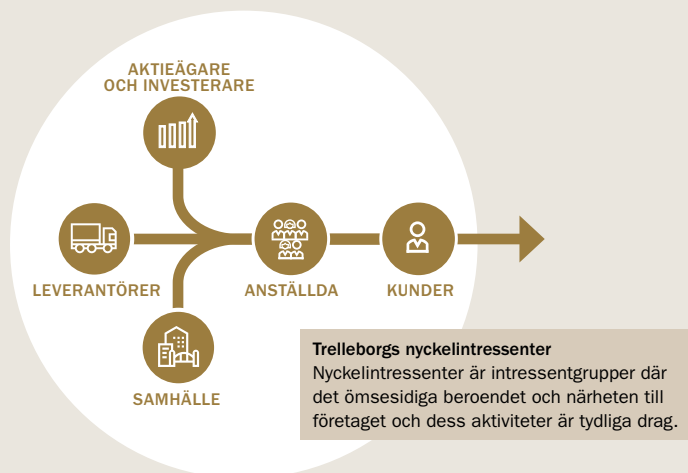 AKTIEÄGARE
OCH INVESTERARE
LEVERANTÖRER
ANSTÄLLDA
KUNDER
SAMHÄLLE
Trelleborgs nyckelintressenter
Nyckelintressenter är intressentgrupper där
det ömsesidiga beroendet och närheten till
företaget och dess aktiviteter är tydliga drag.